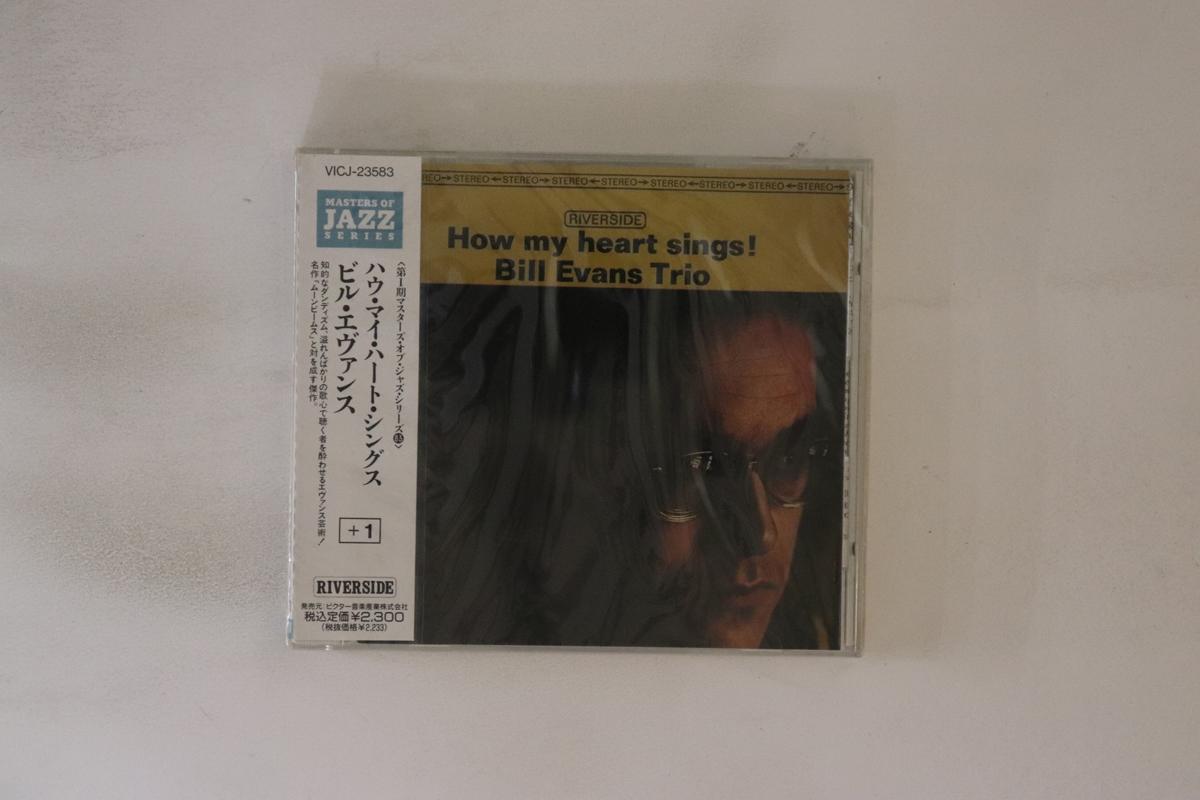 VICJ-23583
MASTERS OF
JAZZ
SERIES
〈第Ⅰ期マスターズ・オブ・ジャズ・シリーズ
ハウ・マイ・ハート・シングス
ビル・エヴァンス
知的なダンディズム、溢れんばかりの歌心で聴く者を酔わせるエヴァンス芸術!
名作「ムーンビームス」と対を成す傑作。
+1
RIVERSIDE
発売元:ビクター音楽産業株式会社
税込定価¥2,300
(税抜価格¥2,233)
REO→STEREO←STEREO→STEREO←STEREO→STEREO←STEREO→STEREO←STEREO→
RIVERSIDE
How my heart sings!
Bill Evans Trio